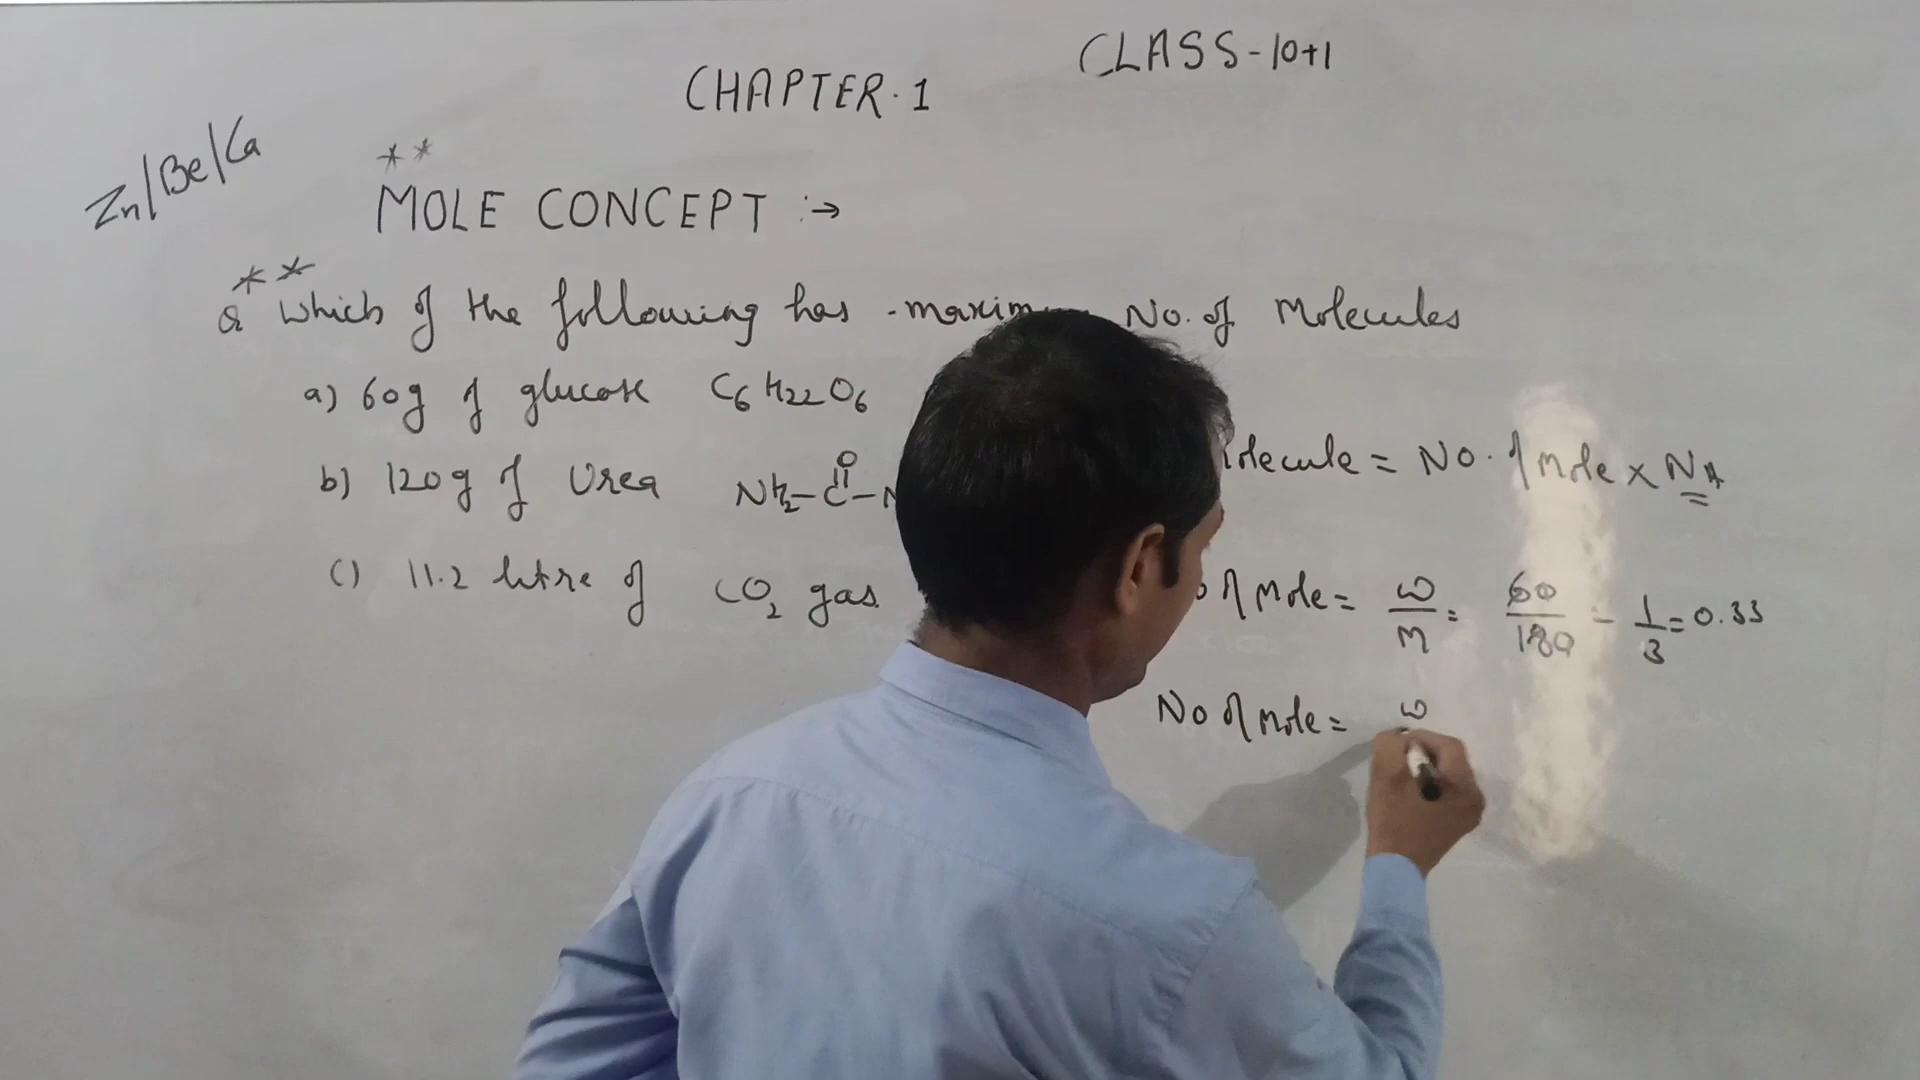 CLASS-10+1
CHAPTER.1
Zn/Be/Ca
**
MOLE CONCEPT :→
**
Q Which of the following has maxim No. of Molecules
a) 60g of glucose C6H22O6
b) 120g of Urea NH2-C-N
O
c) 11.2 litre of CO2 gas
olecule = No. of Mole x NA
o of Mole = w/M = 60/180 = 1/3 = 0.33
No of Mole = w